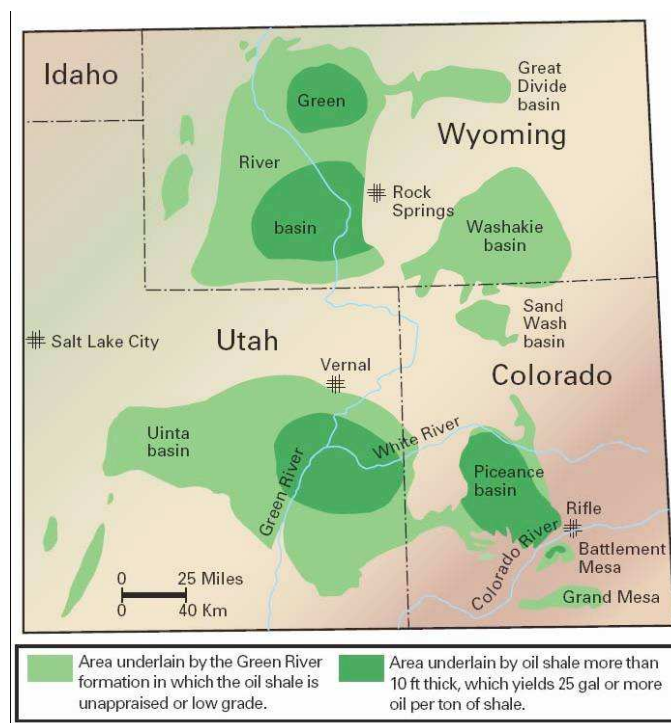 Idaho
Great
Divide
basin
Green
Wyoming
River
Rock
Springs
basin
Washakie
basin
Sand
Wash
basin
Salt Lake City
Utah
Vernal
Colorado
Uinta
basin
White River
Green River
Piceance
basin
Rifle
Colorado River
Battlement
Mesa
Grand Mesa
0 25 Miles
0 40 Km
Area underlain by the Green River
formation in which the oil shale is
unappraised or low grade.
Area underlain by oil shale more than
10 ft thick, which yields 25 gal or more
oil per ton of shale.